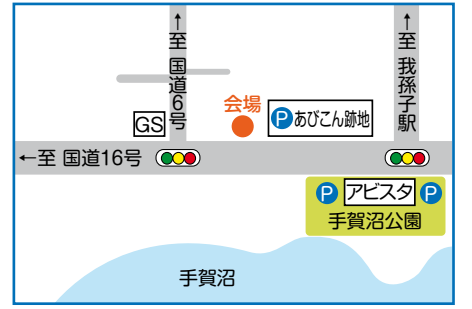 ↑至 国道6号
↑至 我孫子駅
会場
GS
Pあびこん跡地
←至 国道16号
P アビスタ P
手賀沼公園
手賀沼